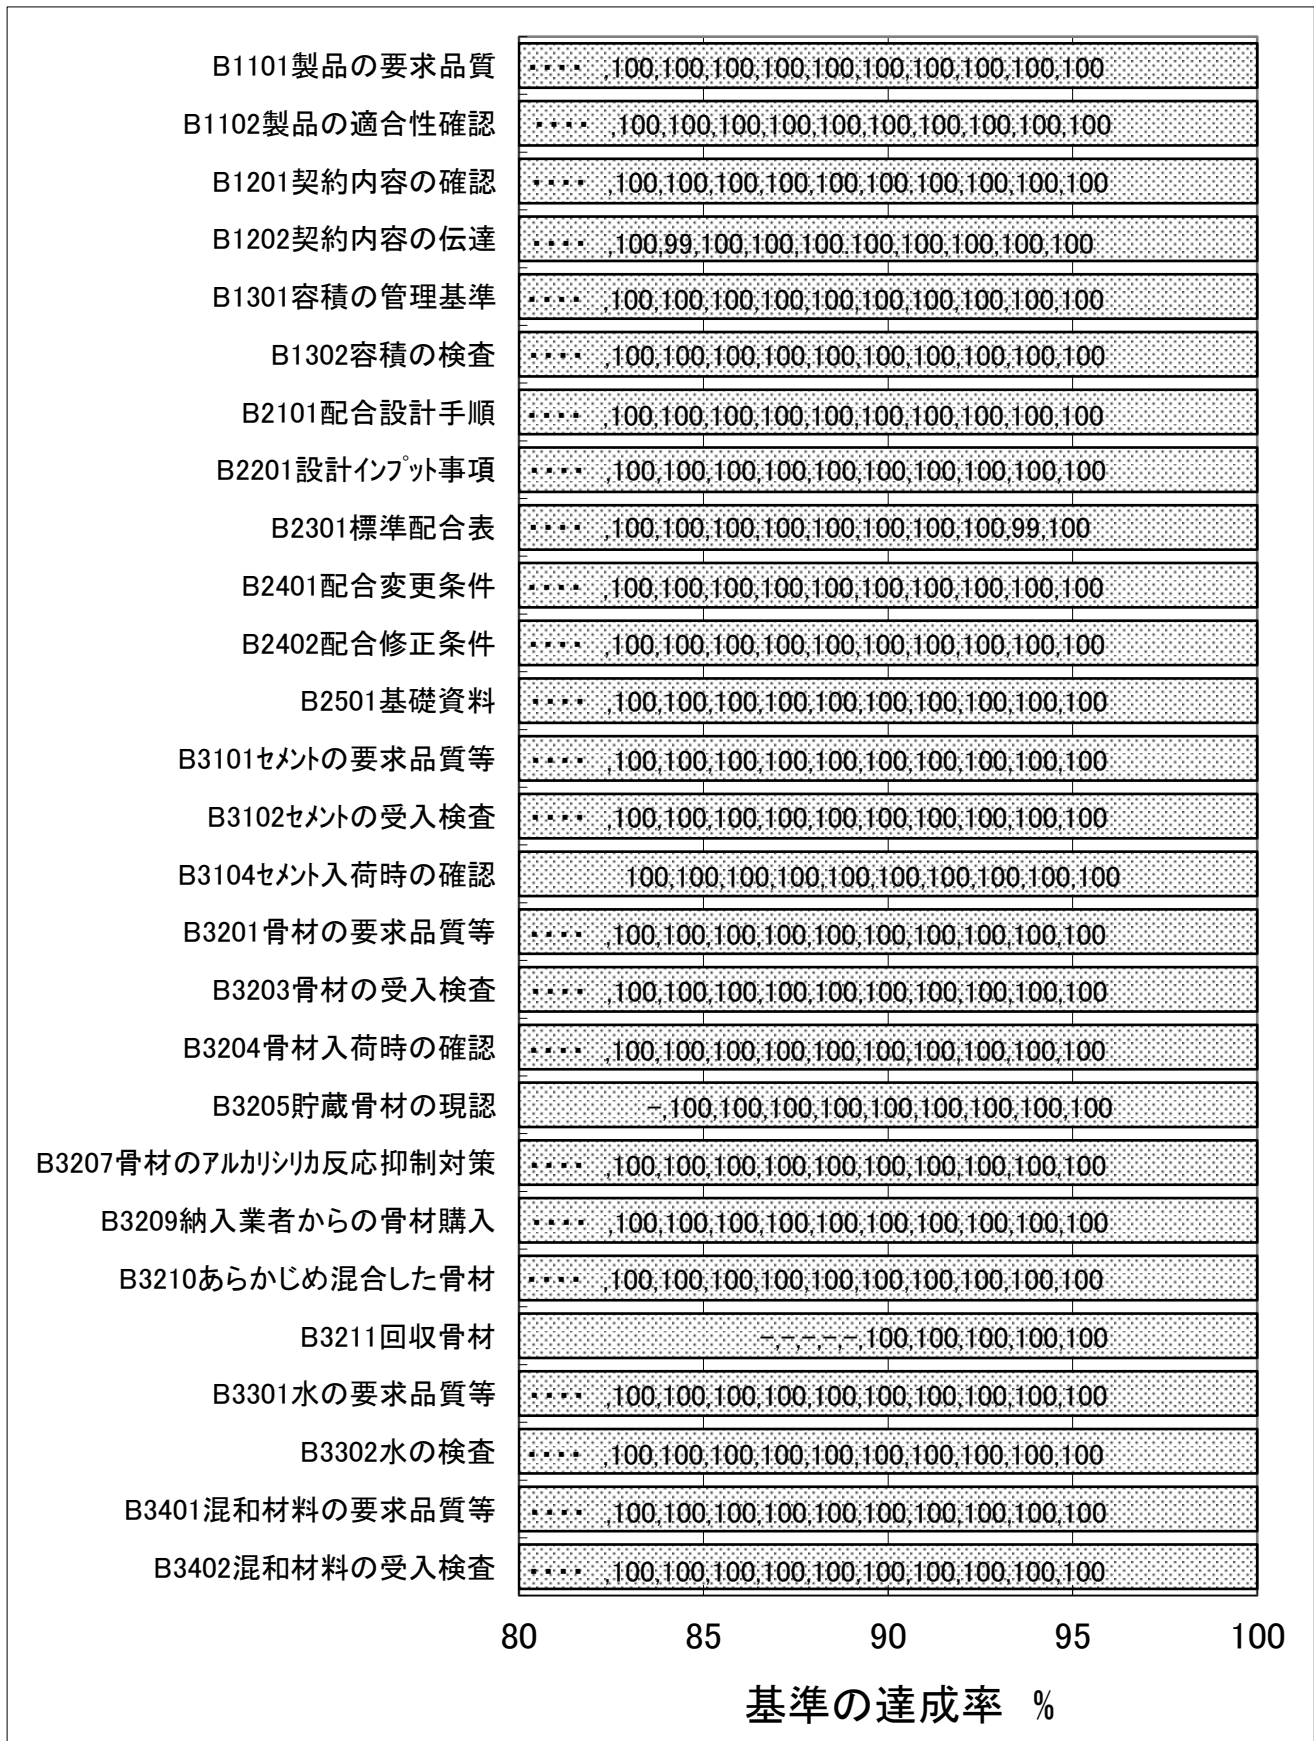 B1101製品の要求品質 ････ ,100,100,100,100,100,100,100,100,100,100
B1102製品の適合性確認 ････ ,100,100,100,100,100,100,100,100,100,100
B1201契約内容の確認 ････ ,100,100,100,100,100,100,100,100,100,100
B1202契約内容の伝達 ････ ,100,99,100,100,100,100,100,100,100,100
B1301容積の管理基準 ････ ,100,100,100,100,100,100,100,100,100,100
B1302容積の検査 ････ ,100,100,100,100,100,100,100,100,100,100
B2101配合設計手順 ････ ,100,100,100,100,100,100,100,100,100,100
B2201設計ｲﾝﾌﾟｯﾄ事項 ････ ,100,100,100,100,100,100,100,100,100,100
B2301標準配合表 ････ ,100,100,100,100,100,100,100,100,99,100
B2401配合変更条件 ････ ,100,100,100,100,100,100,100,100,100,100
B2402配合修正条件 ････ ,100,100,100,100,100,100,100,100,100,100
B2501基礎資料 ････ ,100,100,100,100,100,100,100,100,100,100
B3101ｾﾒﾝﾄの要求品質等 ････ ,100,100,100,100,100,100,100,100,100,100
B3102ｾﾒﾝﾄの受入検査 ････ ,100,100,100,100,100,100,100,100,100,100
B3104ｾﾒﾝﾄ入荷時の確認 100,100,100,100,100,100,100,100,100,100
B3201骨材の要求品質等 ････ ,100,100,100,100,100,100,100,100,100,100
B3203骨材の受入検査 ････ ,100,100,100,100,100,100,100,100,100,100
B3204骨材入荷時の確認 ････ ,100,100,100,100,100,100,100,100,100,100
B3205貯蔵骨材の現認 -,100,100,100,100,100,100,100,100,100
B3207骨材のｱﾙｶﾘｼﾘｶ反応抑制対策 ････ ,100,100,100,100,100,100,100,100,100,100
B3209納入業者からの骨材購入 ････ ,100,100,100,100,100,100,100,100,100,100
B3210あらかじめ混合した骨材 ････ ,100,100,100,100,100,100,100,100,100,100
B3211回収骨材 -,-,-,-,-,100,100,100,100,100
B3301水の要求品質等 ････ ,100,100,100,100,100,100,100,100,100,100
B3302水の検査 ････ ,100,100,100,100,100,100,100,100,100,100
B3401混和材料の要求品質等 ････ ,100,100,100,100,100,100,100,100,100,100
B3402混和材料の受入検査 ････ ,100,100,100,100,100,100,100,100,100,100
80 85 90 95 100
基準の達成率 %